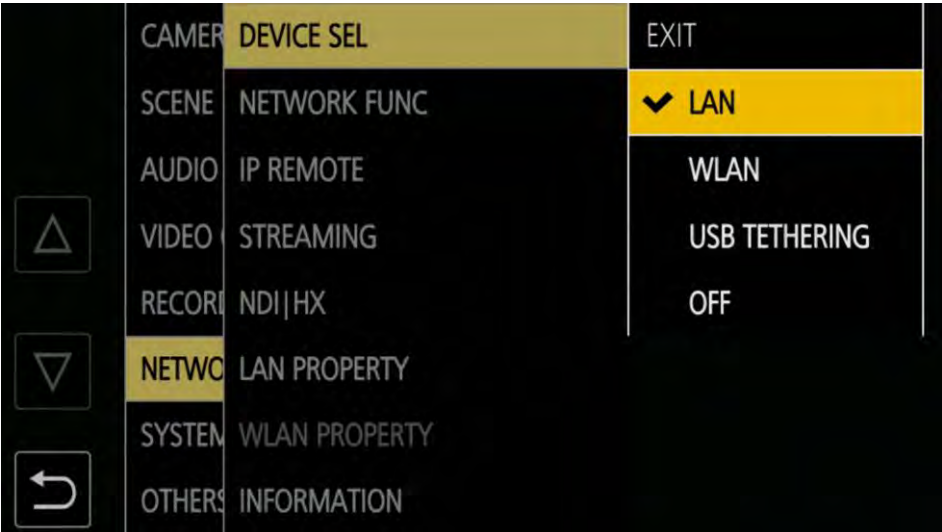 CAMER
SCENE
AUDIO
VIDEO
RECORD
NETWO
SYSTEM
OTHERS
DEVICE SEL
NETWORK FUNC
IP REMOTE
STREAMING
NDI|HX
LAN PROPERTY
WLAN PROPERTY
INFORMATION
EXIT
LAN
WLAN
USB TETHERING
OFF